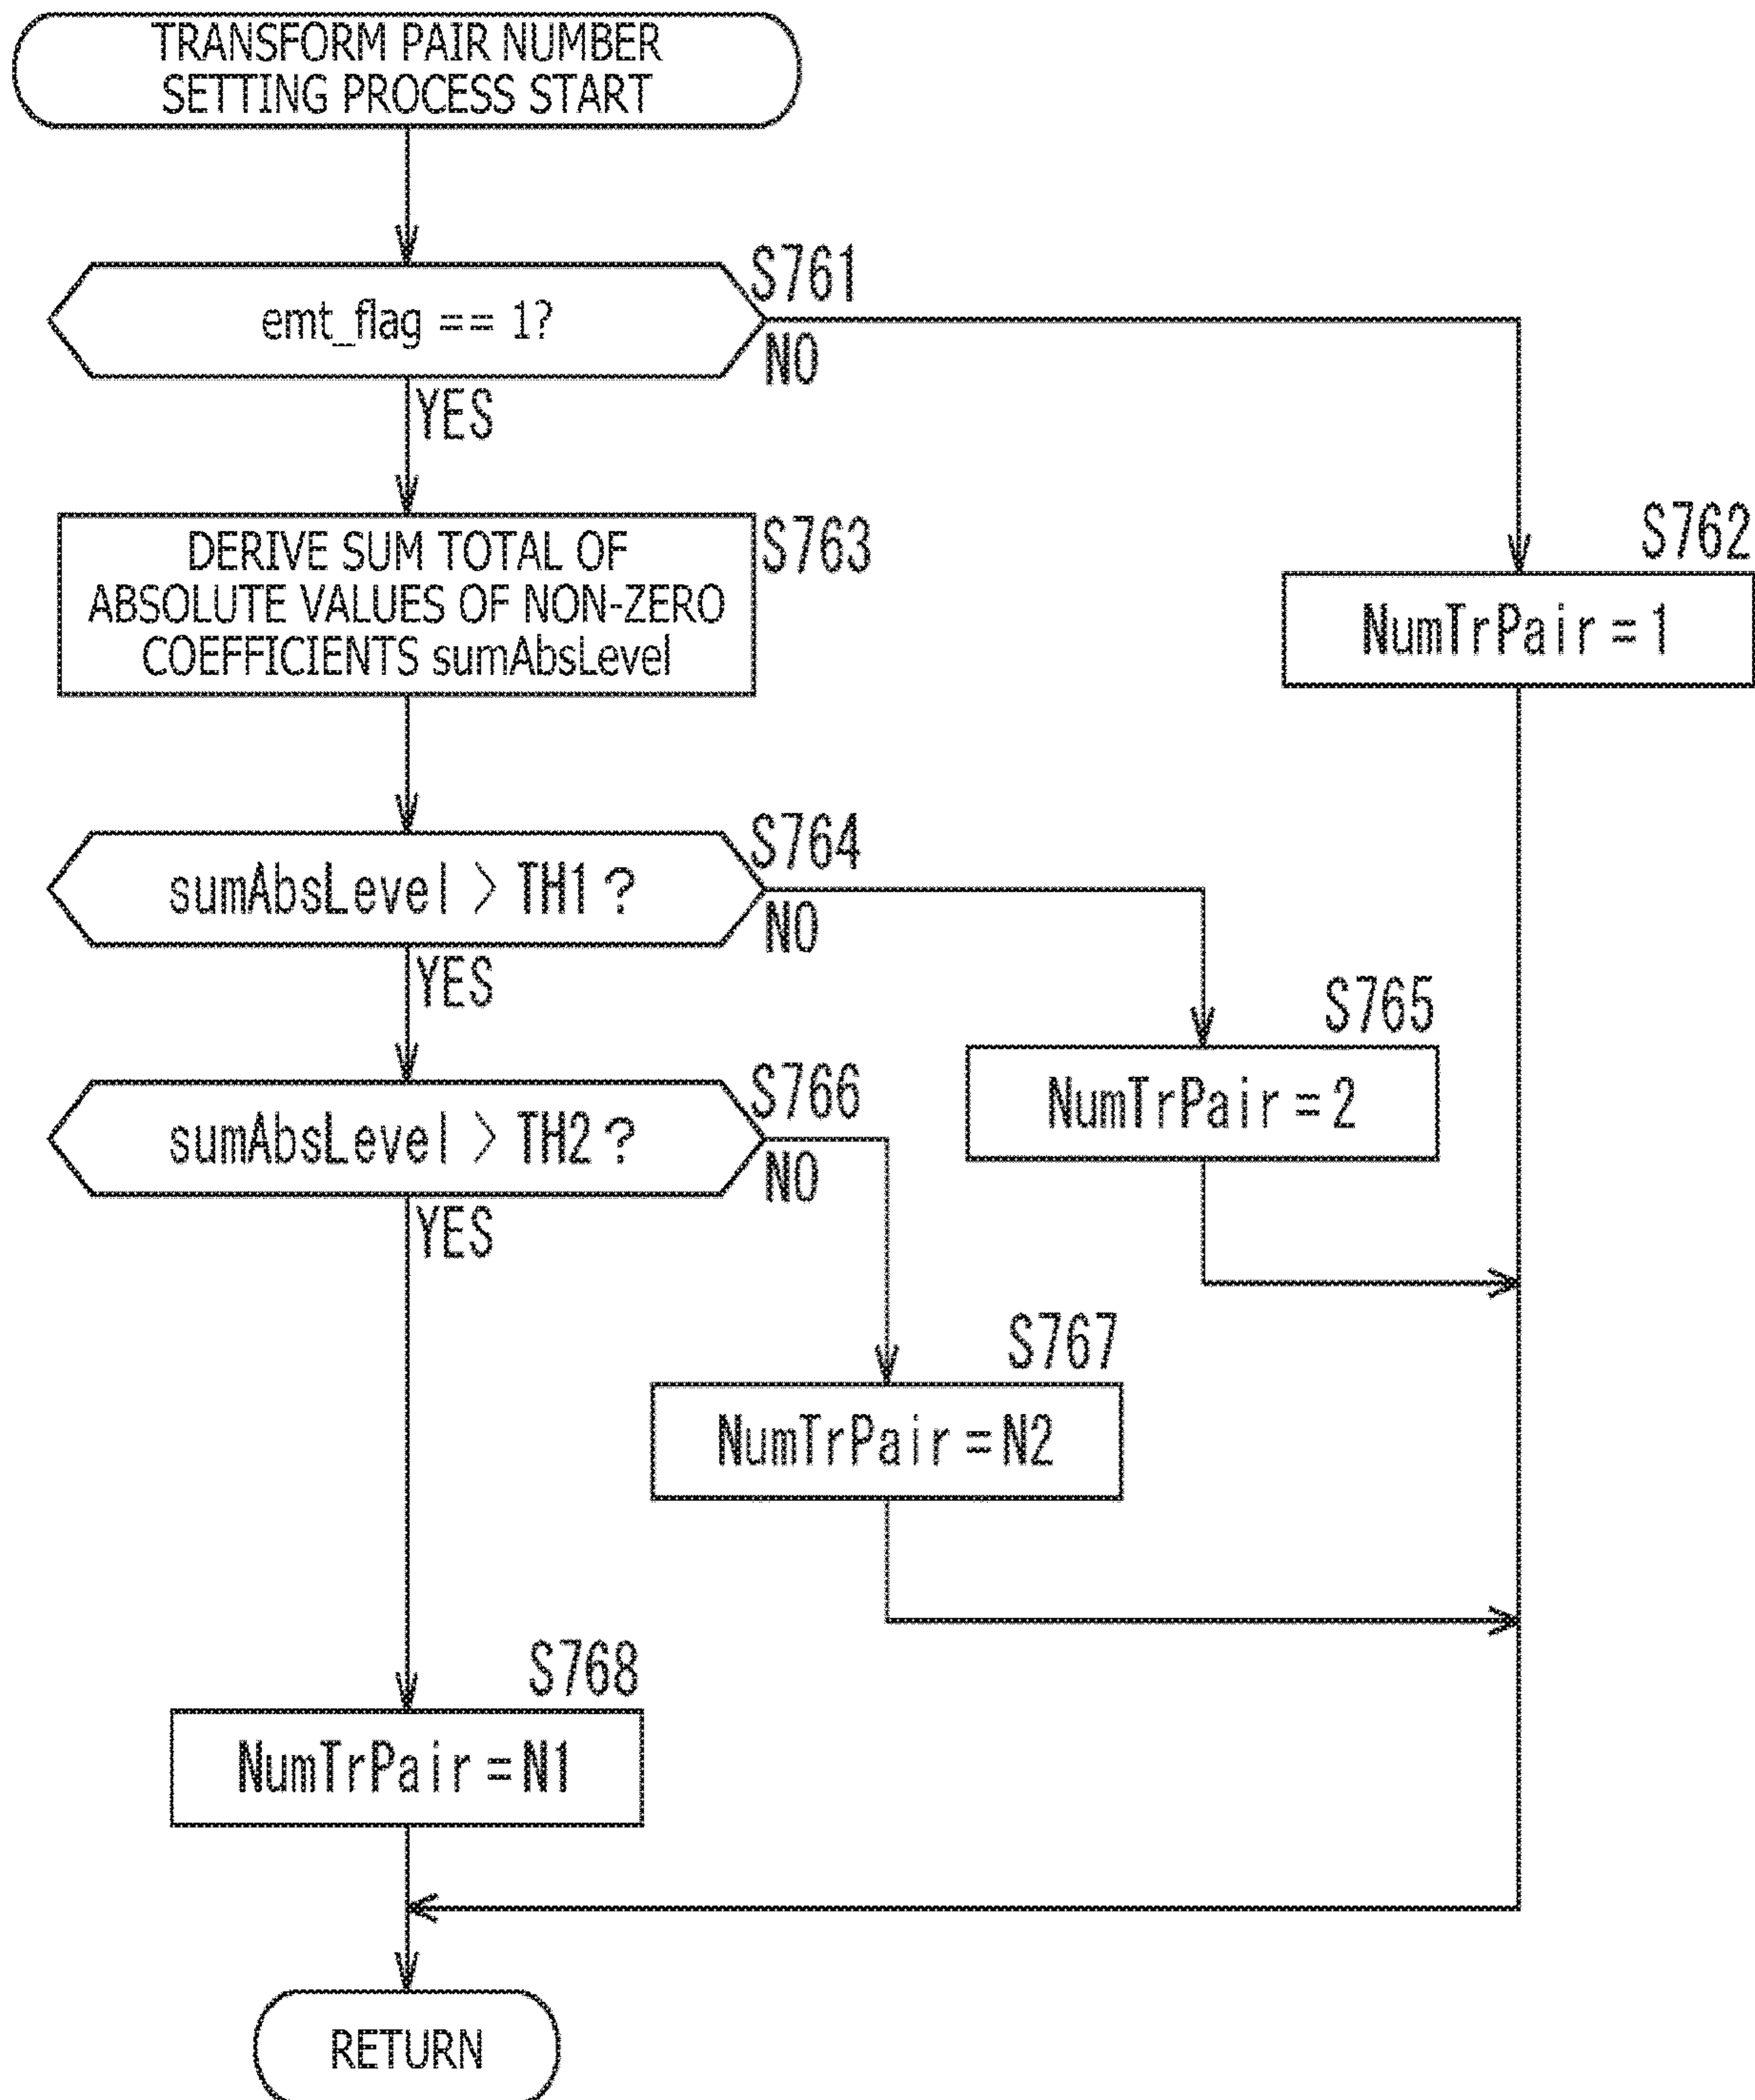 TRANSFORM PAIR NUMBER
SETTING PROCESS START
S761
emt_flag == 1?
NO
YES
S762
NumTrPair=1
S763
DERIVE SUM TOTAL OF
ABSOLUTE VALUES OF NON-ZERO
COEFFICIENTS sumAbsLevel
S764
sumAbsLevel > TH1?
NO
YES
S765
NumTrPair=2
S766
sumAbsLevel > TH2?
NO
YES
S767
NumTrPair=N2
S768
NumTrPair=N1
RETURN